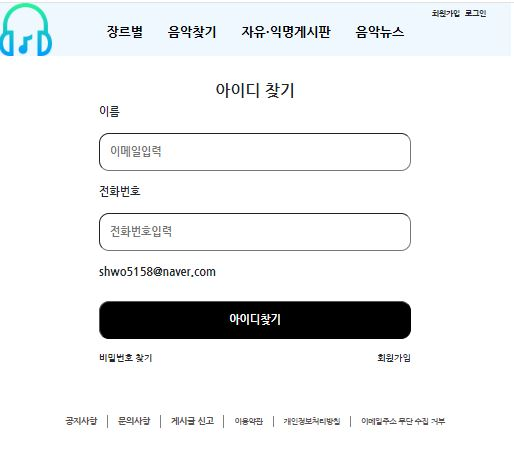 회원가입 로그인
장르별 음악찾기 자유·익명게시판 음악뉴스
아이디 찾기
이름
이메일입력
전화번호
전화번호입력
shwo5158@naver.com
아이디찾기
비밀번호 찾기 회원가입
공지사항 문의사항 게시글 신고 이용약관 개인정보처리방침 이메일주소 무단 수집 거부